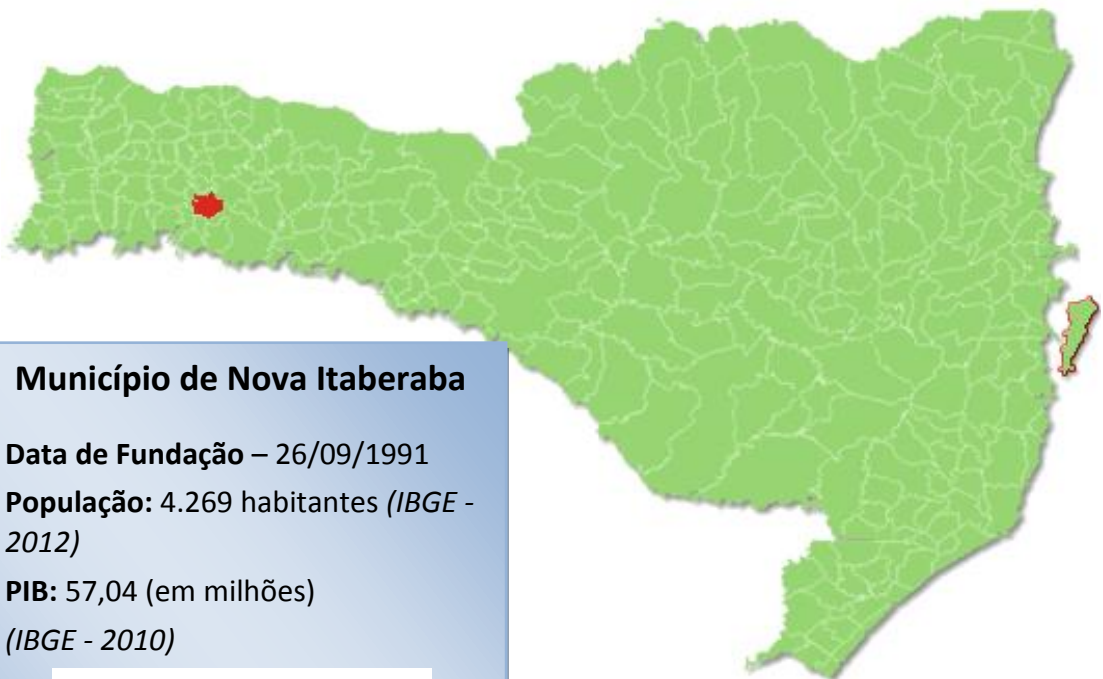 Município de Nova Itaberaba
Data de Fundação – 26/09/1991
População: 4.269 habitantes (IBGE -
2012)
PIB: 57,04 (em milhões)
(IBGE - 2010)